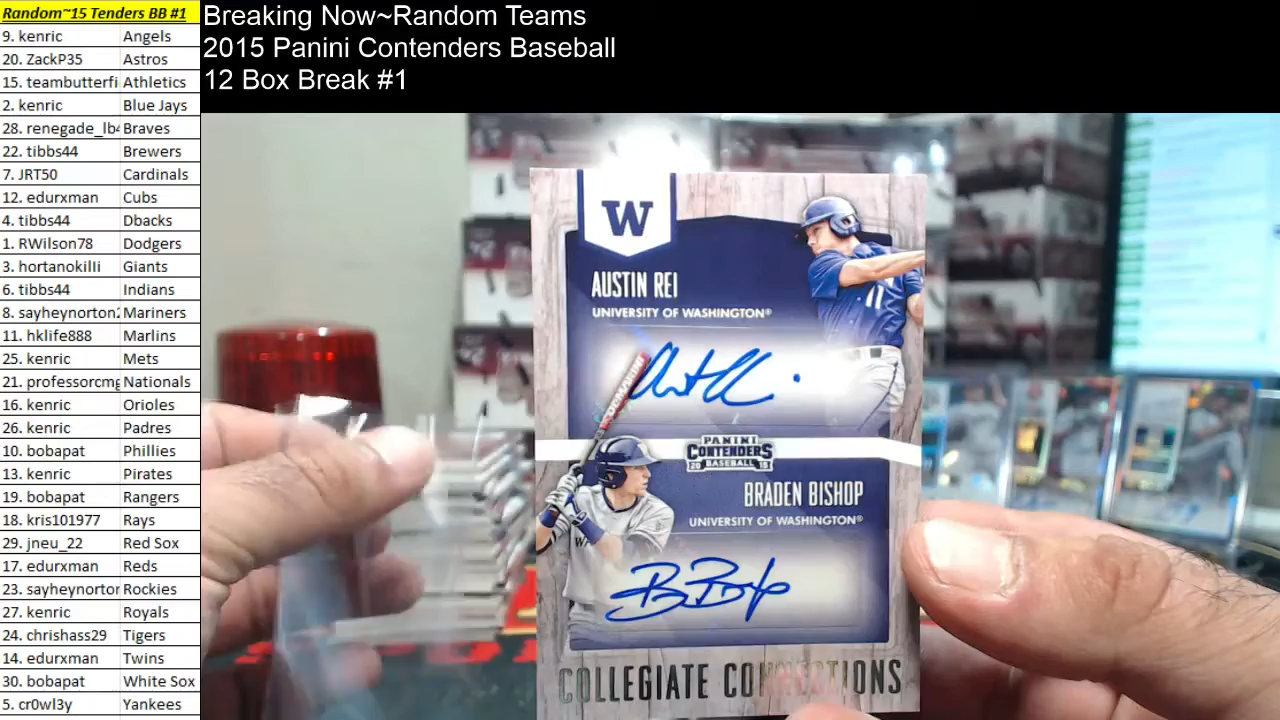 Random~15 Tenders BB #1
9. kenric Angels
20. ZackP35 Astros
15. teambutterfi Athletics
2. kenric Blue Jays
28. renegade_lb4 Braves
22. tibbs44 Brewers
7. JRT50 Cardinals
12. edurxman Cubs
4. tibbs44 Dbacks
1. RWilson78 Dodgers
3. hortanokilli Giants
6. tibbs44 Indians
8. sayheynorton2 Mariners
11. hklife888 Marlins
25. kenric Mets
21. professorcmg Nationals
16. kenric Orioles
26. kenric Padres
10. bobapat Phillies
13. kenric Pirates
19. bobapat Rangers
18. kris101977 Rays
29. jneu_22 Red Sox
17. edurxman Reds
23. sayheynorton Rockies
27. kenric Royals
24. chrishass29 Tigers
14. edurxman Twins
30. bobapat White Sox
5. cr0wl3y Yankees
Breaking Now~Random Teams
2015 Panini Contenders Baseball
12 Box Break #1
W
AUSTIN REI
UNIVERSITY OF WASHINGTON®
11
PANINI
CONTENDERS
20 BASEBALL 15
BRADEN BISHOP
UNIVERSITY OF WASHINGTON®
COLLEGIATE CONNECTIONS